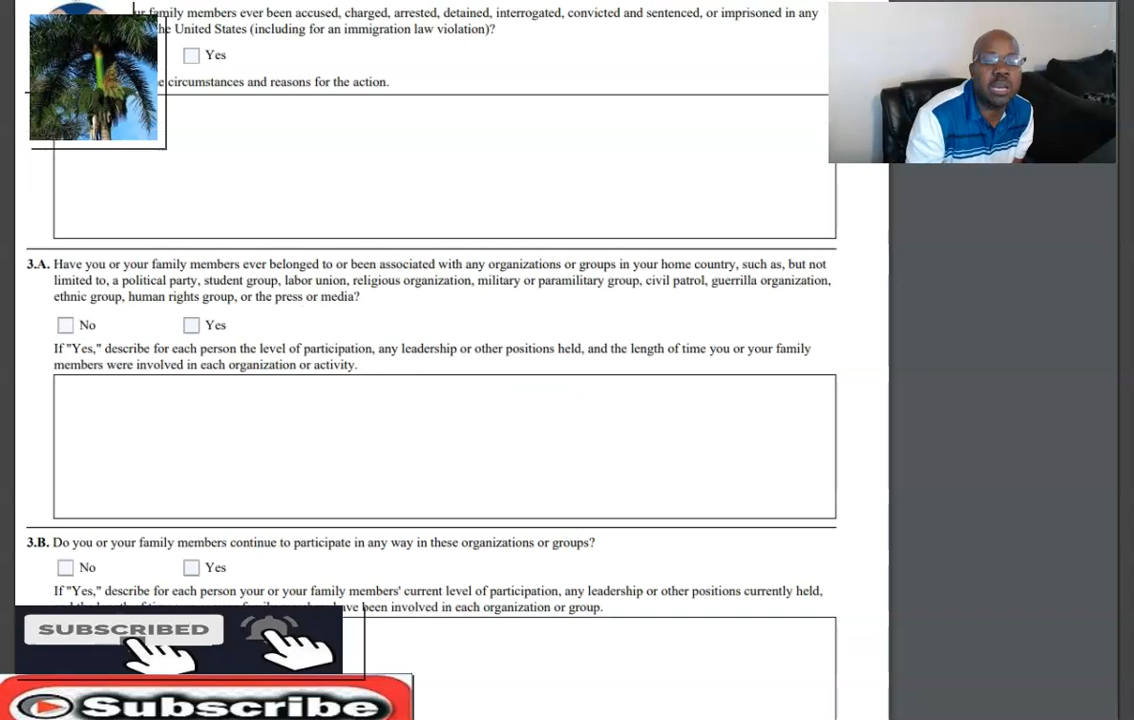 family members ever been accused, charged, arrested, detained, interrogated, convicted and sentenced, or imprisoned in any
United States (including for an immigration law violation)?
Yes
circumstances and reasons for the action.
3.A. Have you or your family members ever belonged to or been associated with any organizations or groups in your home country, such as, but not
limited to, a political party, student group, labor union, religious organization, military or paramilitary group, civil patrol, guerrilla organization,
ethnic group, human rights group, or the press or media?
No Yes
If "Yes," describe for each person the level of participation, any leadership or other positions held, and the length of time you or your family
members were involved in each organization or activity.
3.B. Do you or your family members continue to participate in any way in these organizations or groups?
No Yes
If "Yes," describe for each person your or your family members' current level of participation, any leadership or other positions currently held,
been involved in each organization or group.
SUBSCRIBED
Subscribe